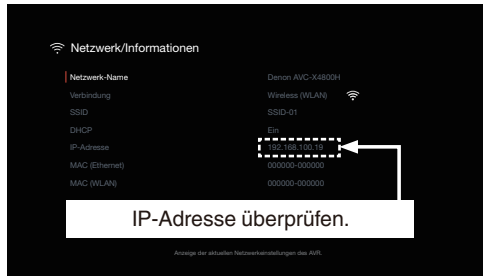 Netzwerk/Informationen
Netzwerk-Name Denon AVC-X4800H
Verbindung Wireless (WLAN)
SSID SSID-01
DHCP Ein
IP-Adresse 192.168.100.19
MAC (Ethernet) 000000-000000
MAC (WLAN) 000000-000000
IP-Adresse überprüfen.
Anzeige der aktuellen Netzwerkeinstellungen des AVR.